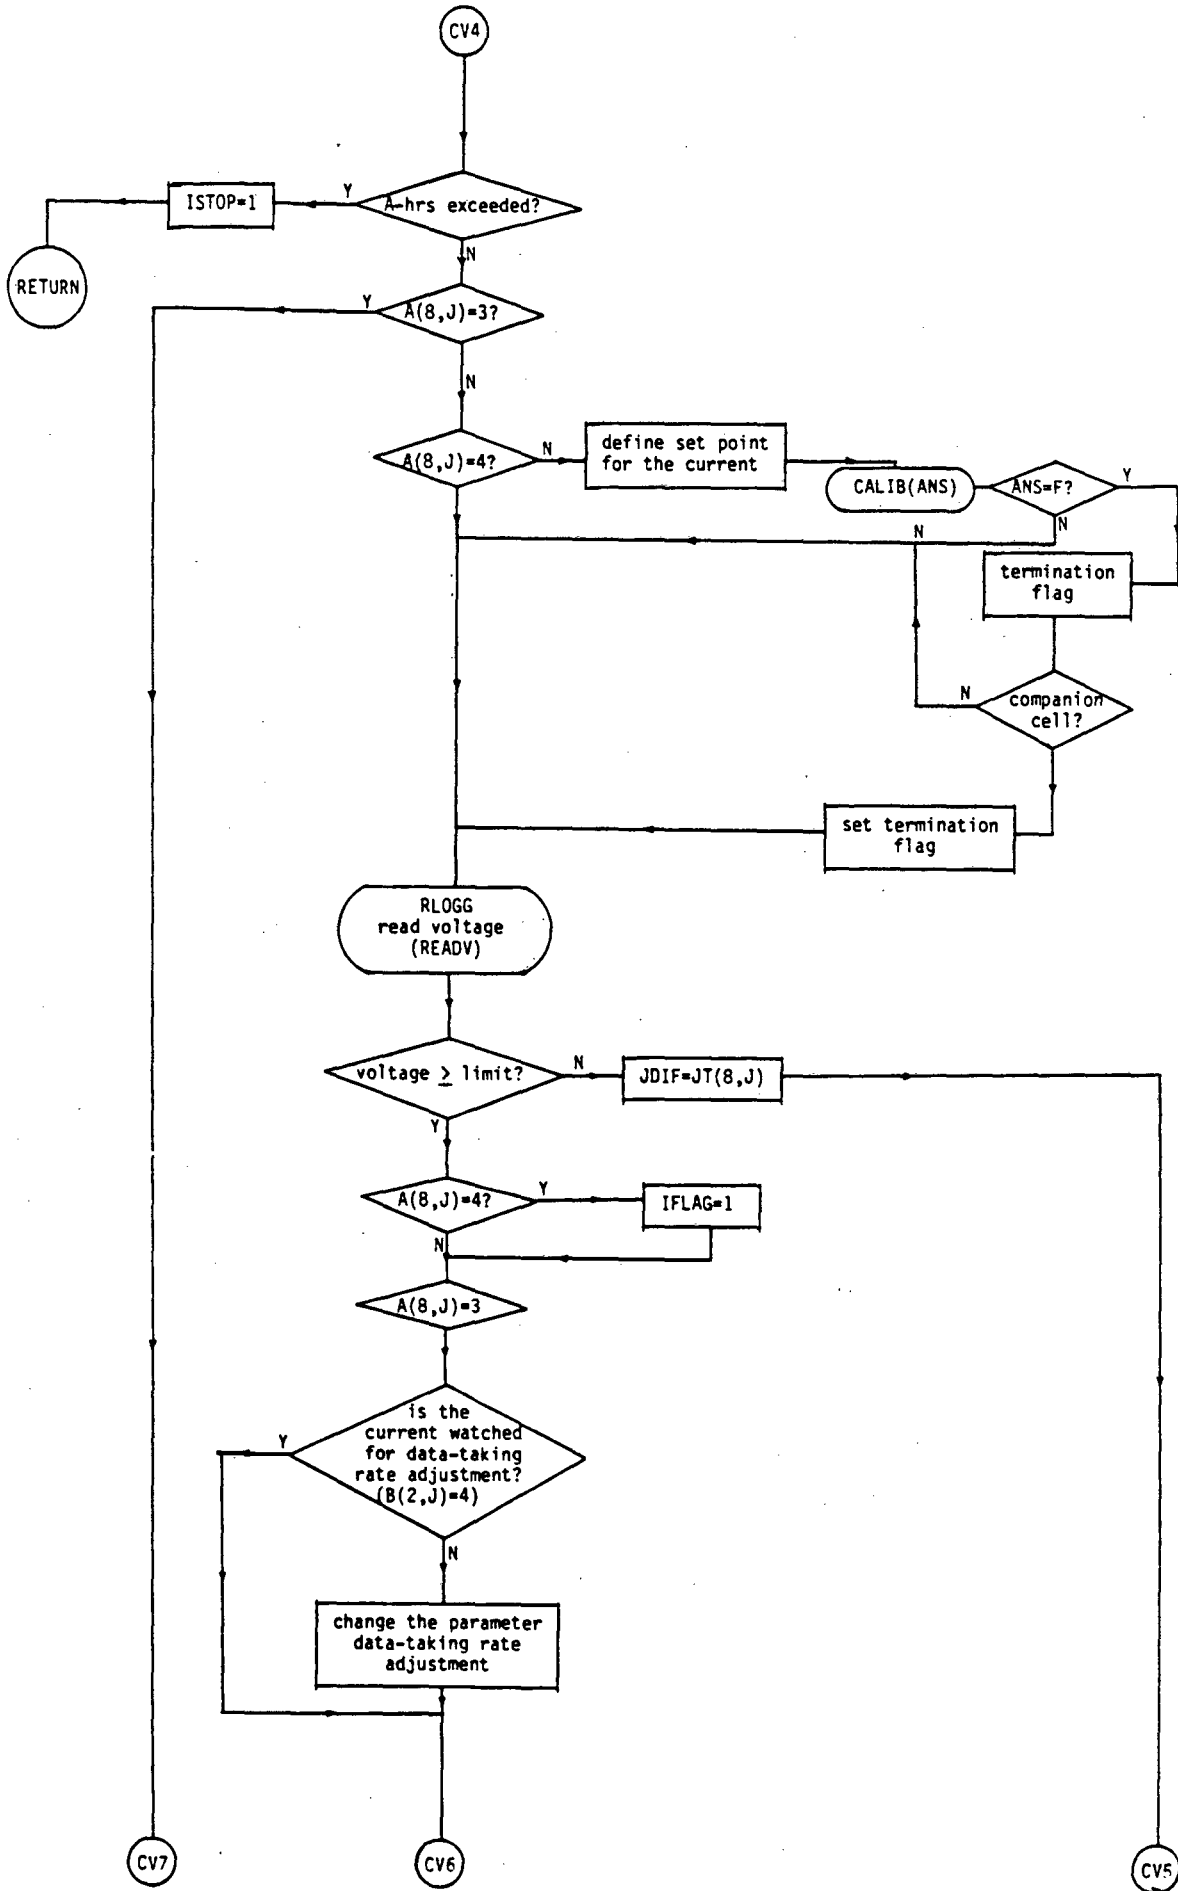 CV4
A-hrs exceeded?
Y
ISTOP=1
N
RETURN
A(8,J)=3?
Y
N
A(8,J)=4?
N
define set point
for the current
CALIB(ANS)
ANS=F?
Y
N
N
termination
flag
companion
cell?
N
set termination
flag
RLOGG
read voltage
(READV)
voltage ≥ limit?
N
JDIF=JT(8,J)
Y
A(8,J)=4?
Y
IFLAG=1
N
A(8,J)=3
is the
current watched
for data-taking
rate adjustment?
(B(2,J)=4)
Y
N
change the parameter
data-taking rate
adjustment
CV7
CV6
CV5